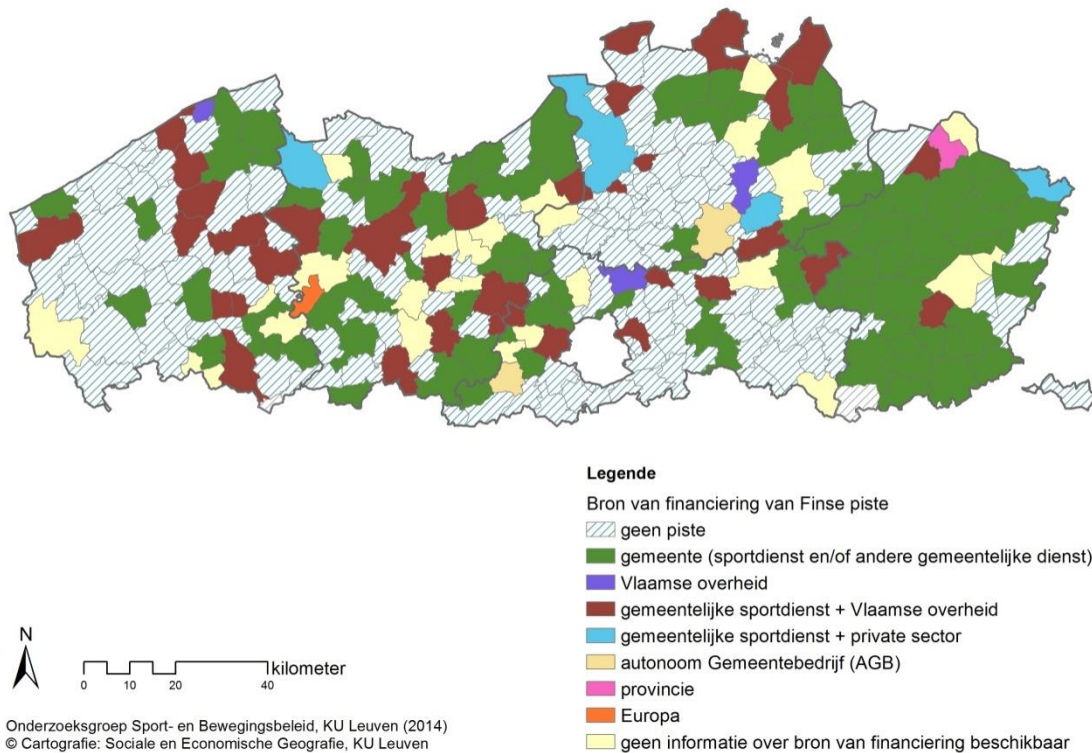 Legende
Bron van financiering van Finse piste
geen piste
gemeente (sportdienst en/of andere gemeentelijke dienst)
Vlaamse overheid
gemeentelijke sportdienst + Vlaamse overheid
gemeentelijke sportdienst + private sector
autonoom Gemeentebedrijf (AGB)
provincie
Europa
geen informatie over bron van financiering beschikbaar
N
kilometer
0 10 20 40
Onderzoeksgroep Sport- en Bewegingsbeleid, KU Leuven (2014)
© Cartografie: Sociale en Economische Geografie, KU Leuven